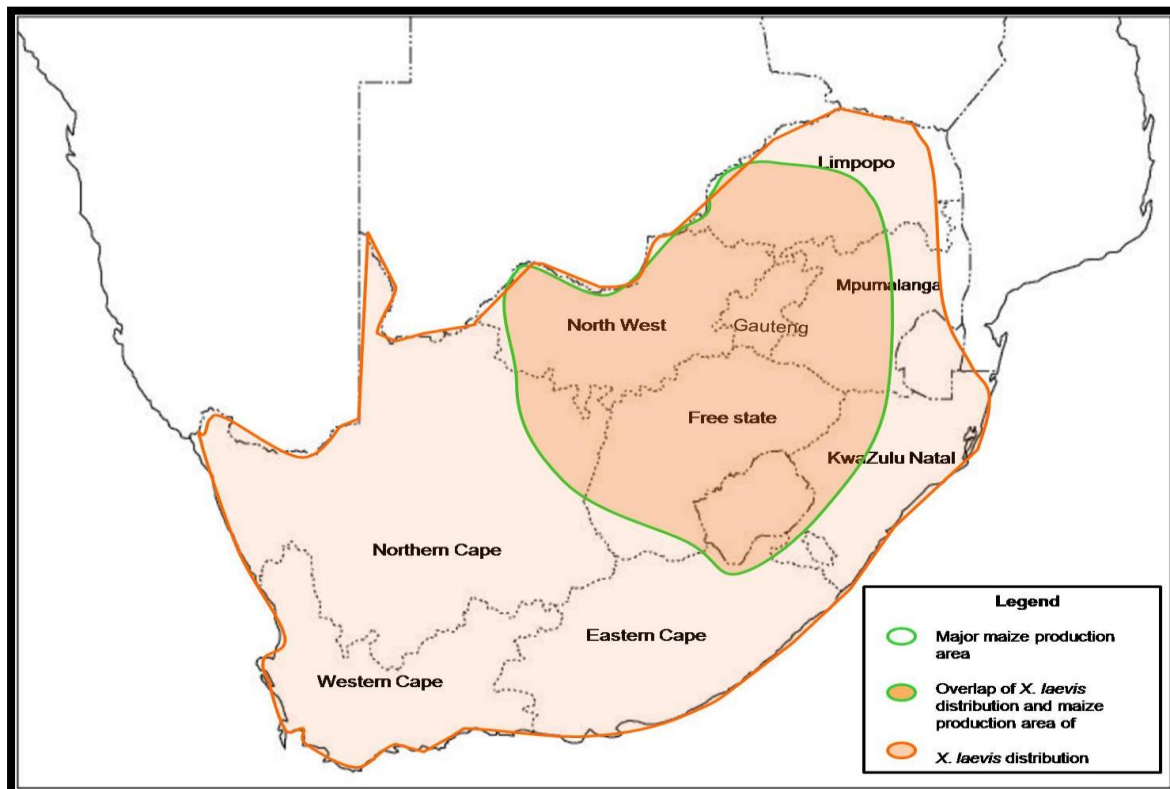 Limpopo
Mpumalanga
North West
Gauteng
Free state
KwaZulu Natal
Northern Cape
Eastern Cape
Western Cape
Legend
Major maize production
area
Overlap of X. laevis
distribution and maize
production area of
X. laevis distribution